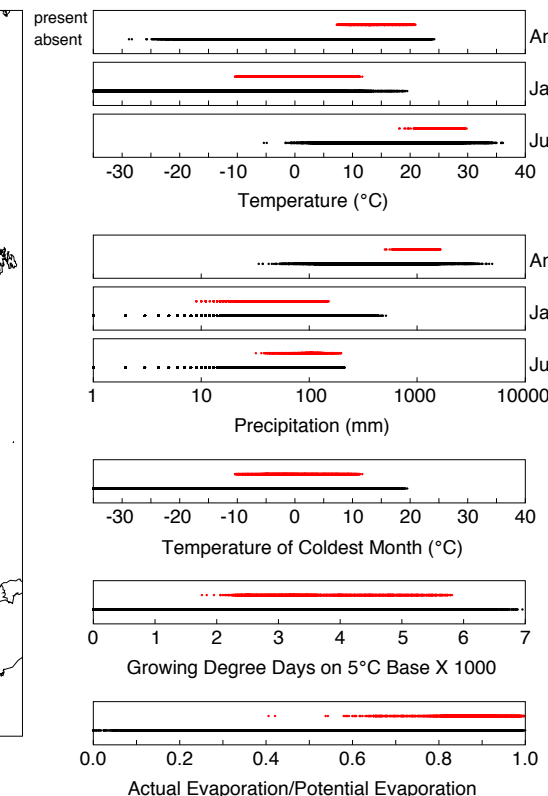 present
absent
An
Ja
Ju
-30 -20 -10 0 10 20 30 40
Temperature (°C)
An
Ja
Ju
1 10 100 1000 10000
Precipitation (mm)
-30 -20 -10 0 10 20 30 40
Temperature of Coldest Month (°C)
0 1 2 3 4 5 6 7
Growing Degree Days on 5°C Base X 1000
0.0 0.2 0.4 0.6 0.8 1.0
Actual Evaporation/Potential Evaporation